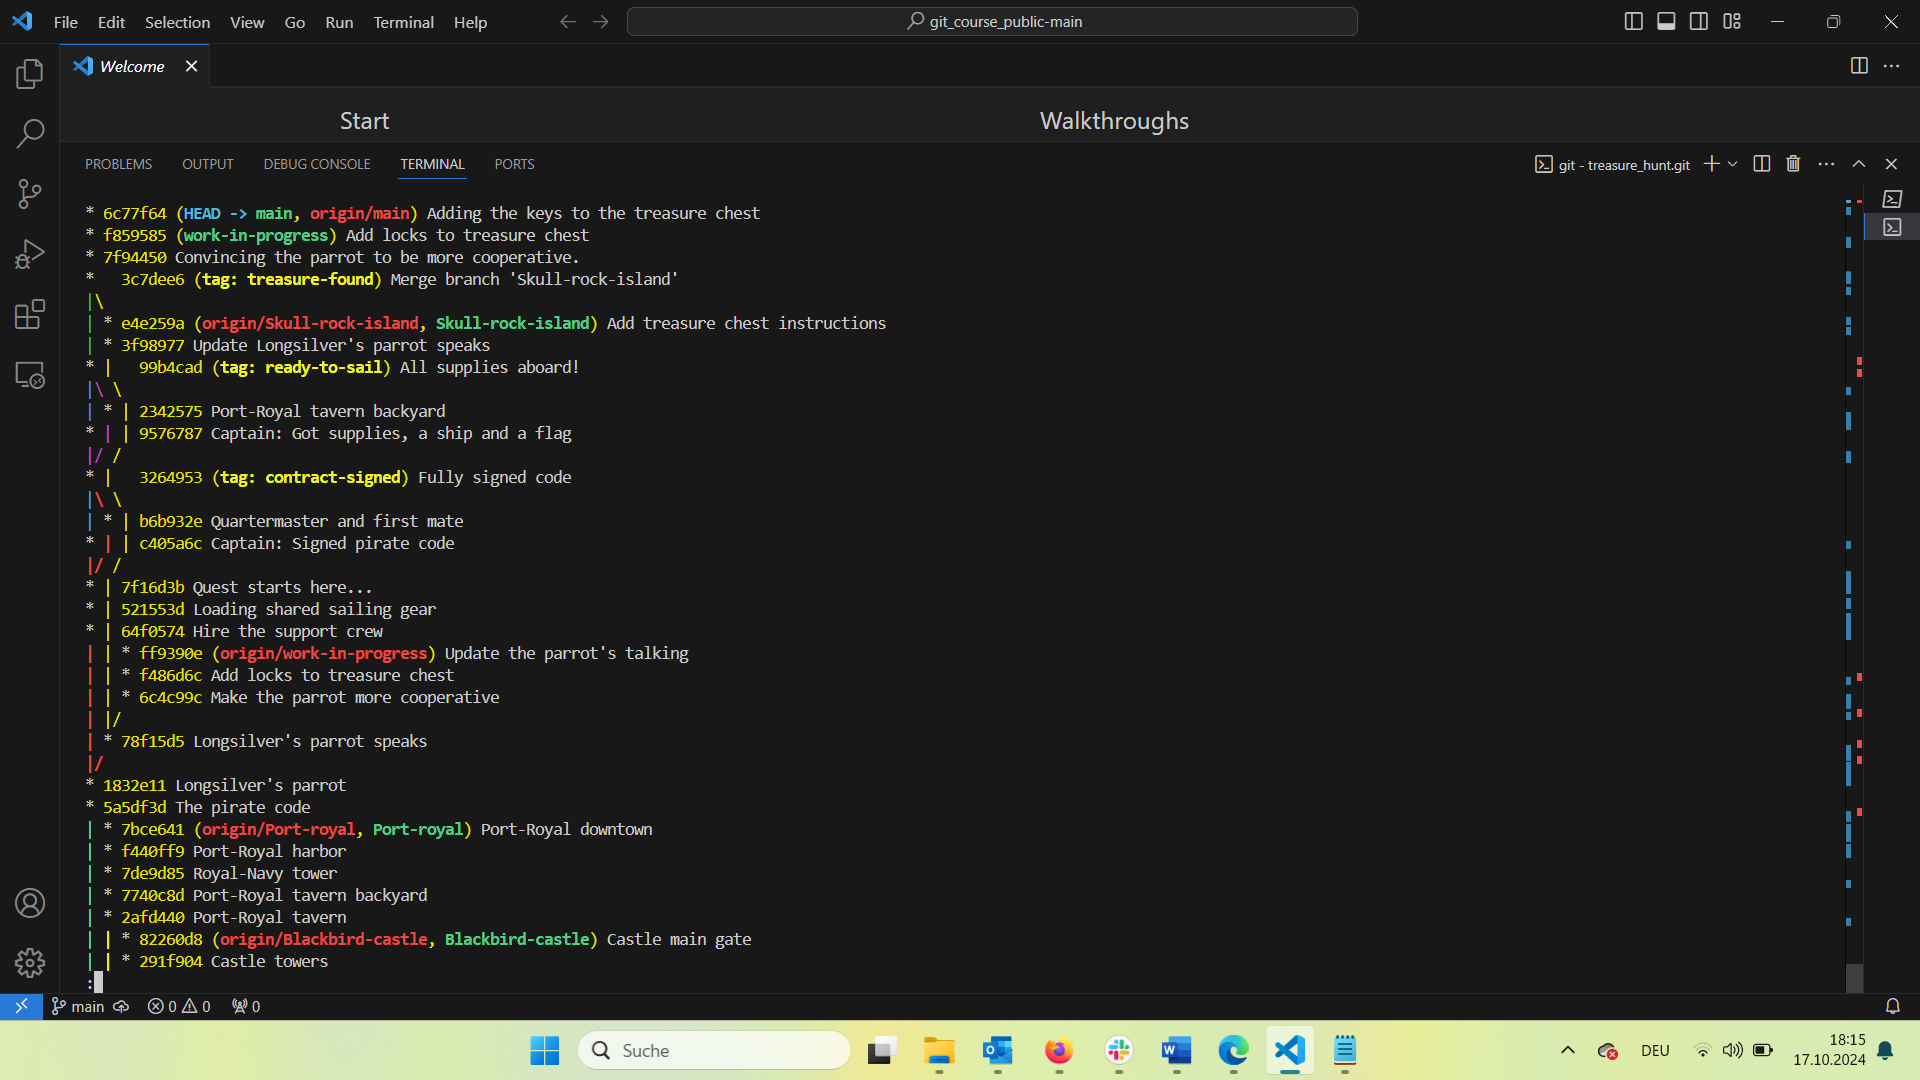 File Edit Selection View Go Run Terminal Help git_course_public-main
Welcome
Start Walkthroughs
PROBLEMS OUTPUT DEBUG CONSOLE TERMINAL PORTS git - treasure_hunt.git
* 6c77f64 (HEAD -> main, origin/main) Adding the keys to the treasure chest
* f859585 (work-in-progress) Add locks to treasure chest
* 7f94450 Convincing the parrot to be more cooperative.
*   3c7dee6 (tag: treasure-found) Merge branch 'Skull-rock-island'
|\
| * e4e259a (origin/Skull-rock-island, Skull-rock-island) Add treasure chest instructions
| * 3f98977 Update Longsilver's parrot speaks
* |   99b4cad (tag: ready-to-sail) All supplies aboard!
|\ \
| * | 2342575 Port-Royal tavern backyard
* | | 9576787 Captain: Got supplies, a ship and a flag
|/ /
* |   3264953 (tag: contract-signed) Fully signed code
|\ \
| * | b6b932e Quartermaster and first mate
* | | c405a6c Captain: Signed pirate code
|/ /
* | 7f16d3b Quest starts here...
* | 521553d Loading shared sailing gear
* | 64f0574 Hire the support crew
| | * ff9390e (origin/work-in-progress) Update the parrot's talking
| | * f486d6c Add locks to treasure chest
| | * 6c4c99c Make the parrot more cooperative
| |/
| * 78f15d5 Longsilver's parrot speaks
|/
* 1832e11 Longsilver's parrot
* 5a5df3d The pirate code
| * 7bce641 (origin/Port-royal, Port-royal) Port-Royal downtown
| * f440ff9 Port-Royal harbor
| * 7de9d85 Royal-Navy tower
| * 7740c8d Port-Royal tavern backyard
| * 2afd440 Port-Royal tavern
| | * 82260d8 (origin/Blackbird-castle, Blackbird-castle) Castle main gate
| | * 291f904 Castle towers
:
main 0 0 0
Suche DEU 18:15
17.10.2024